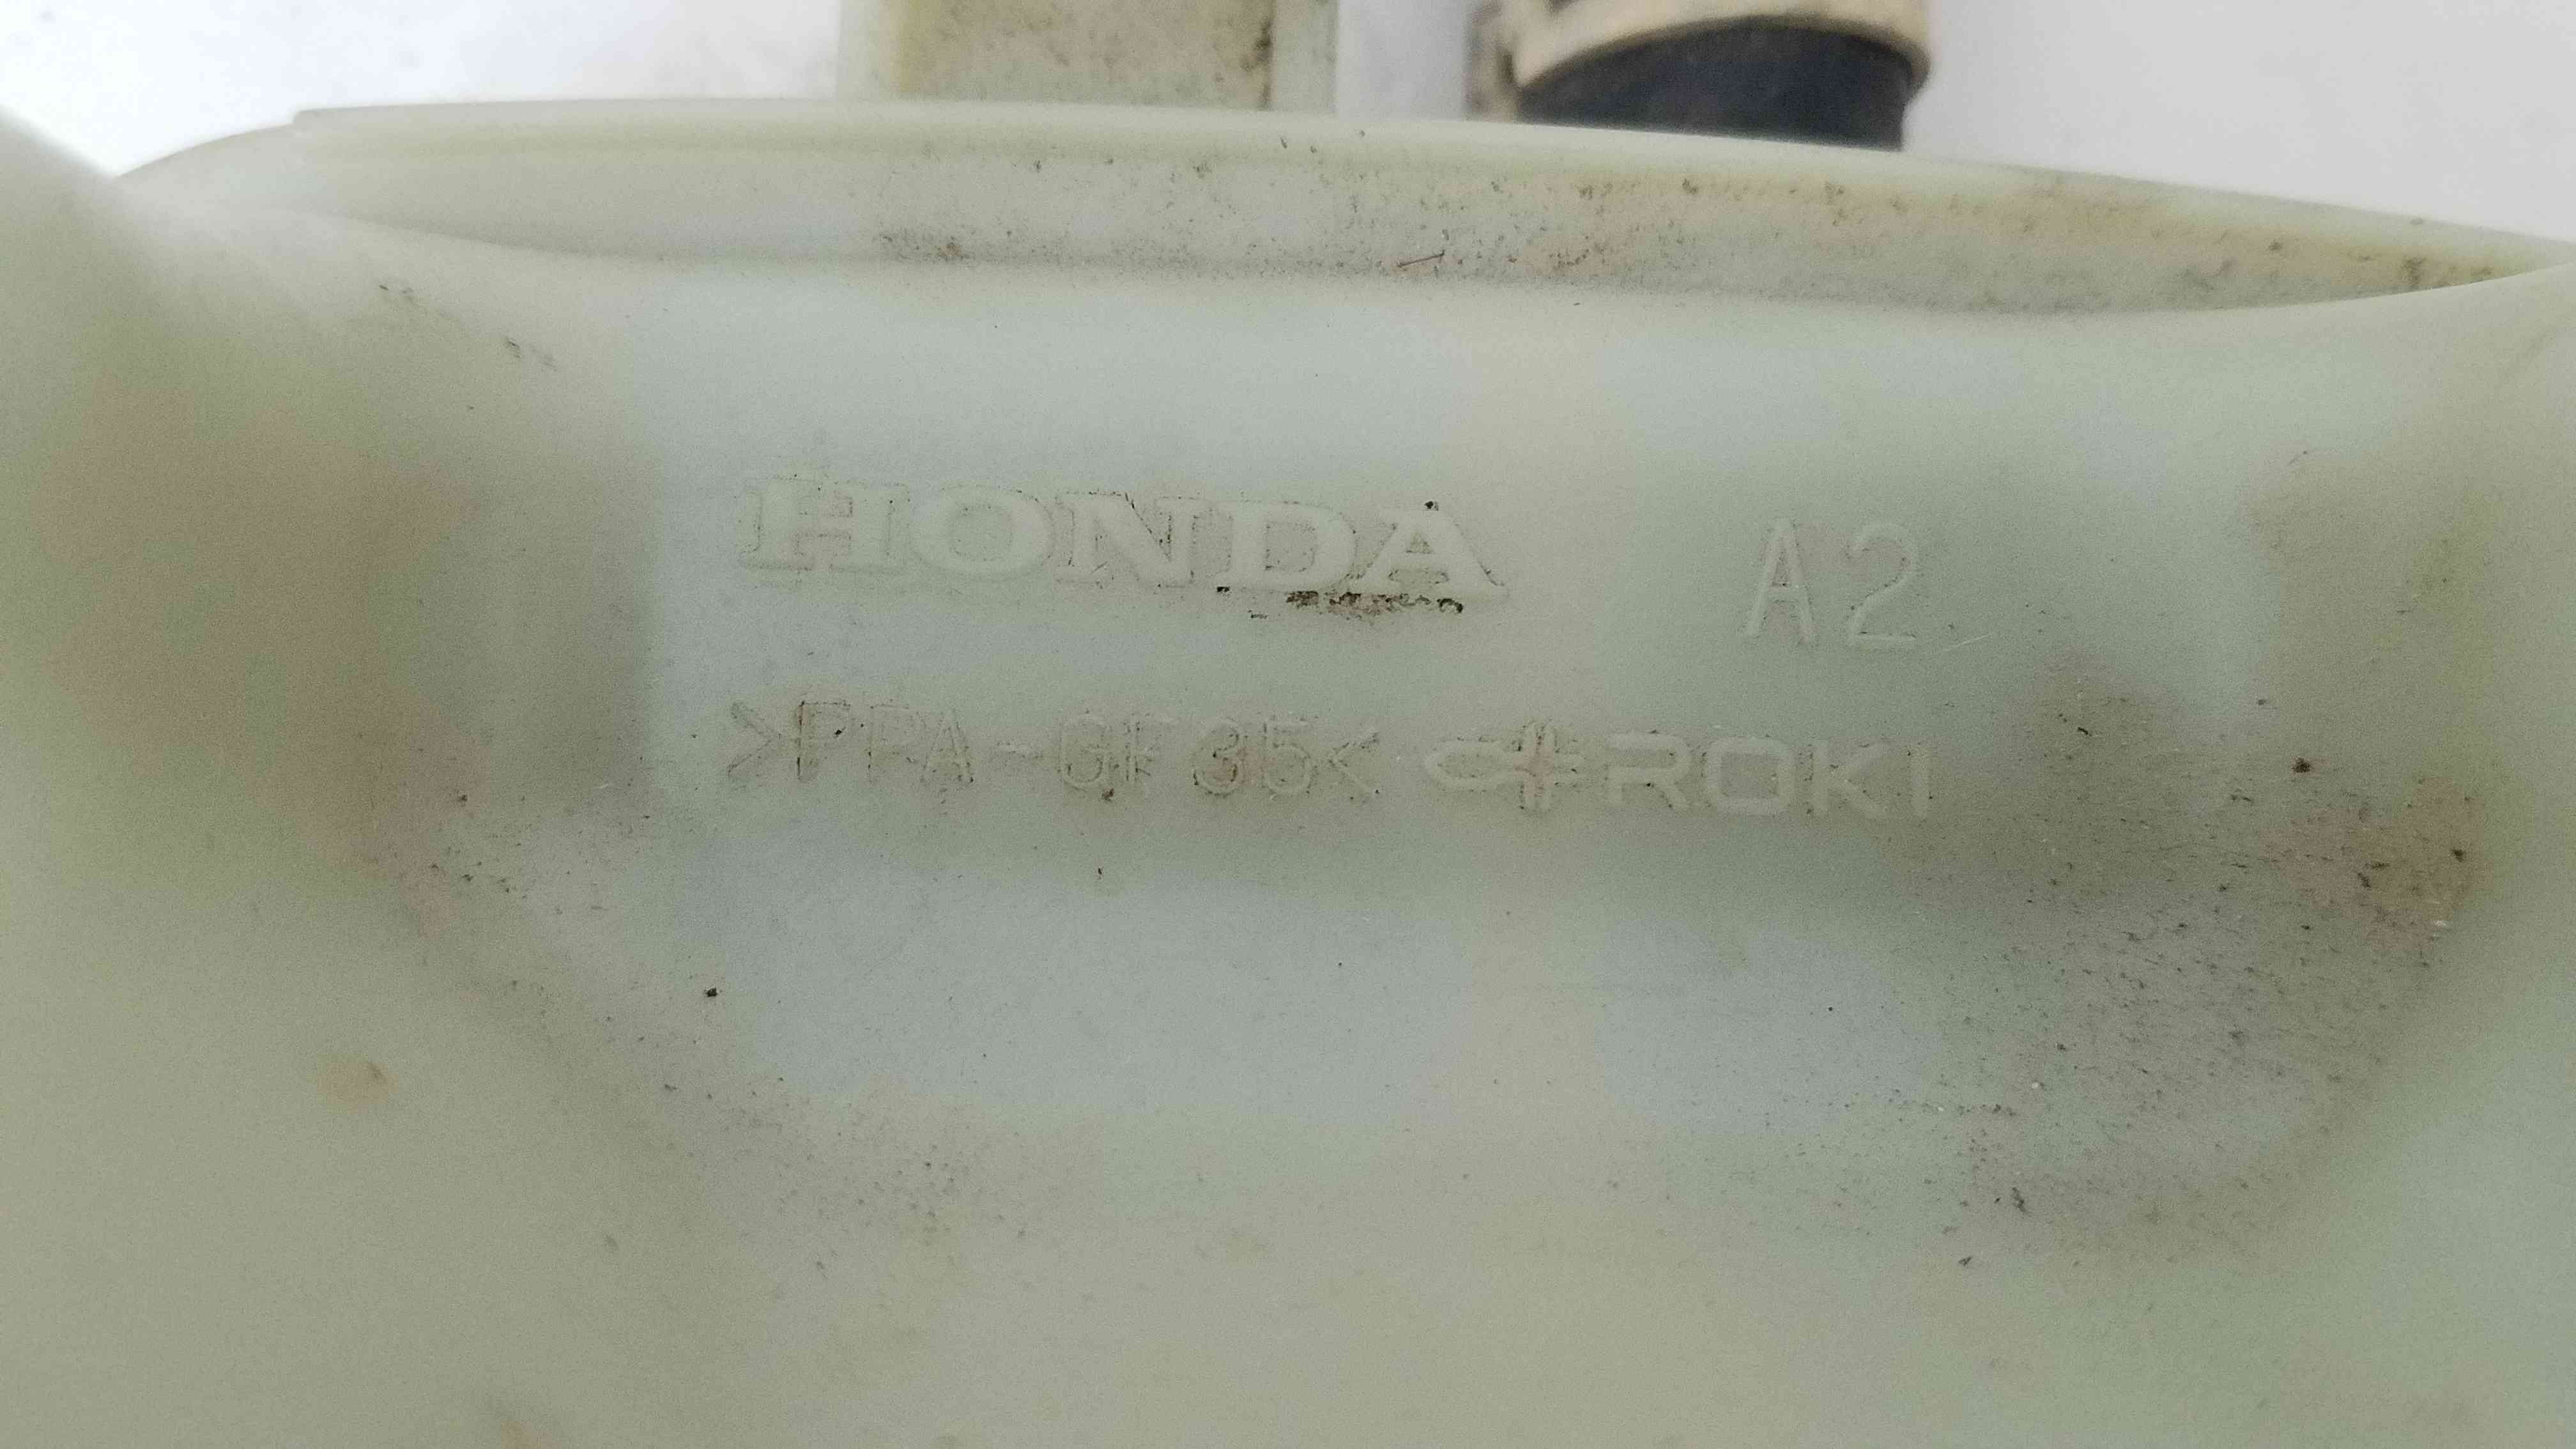 HONDA A2
>PPA-GF35< ROKI